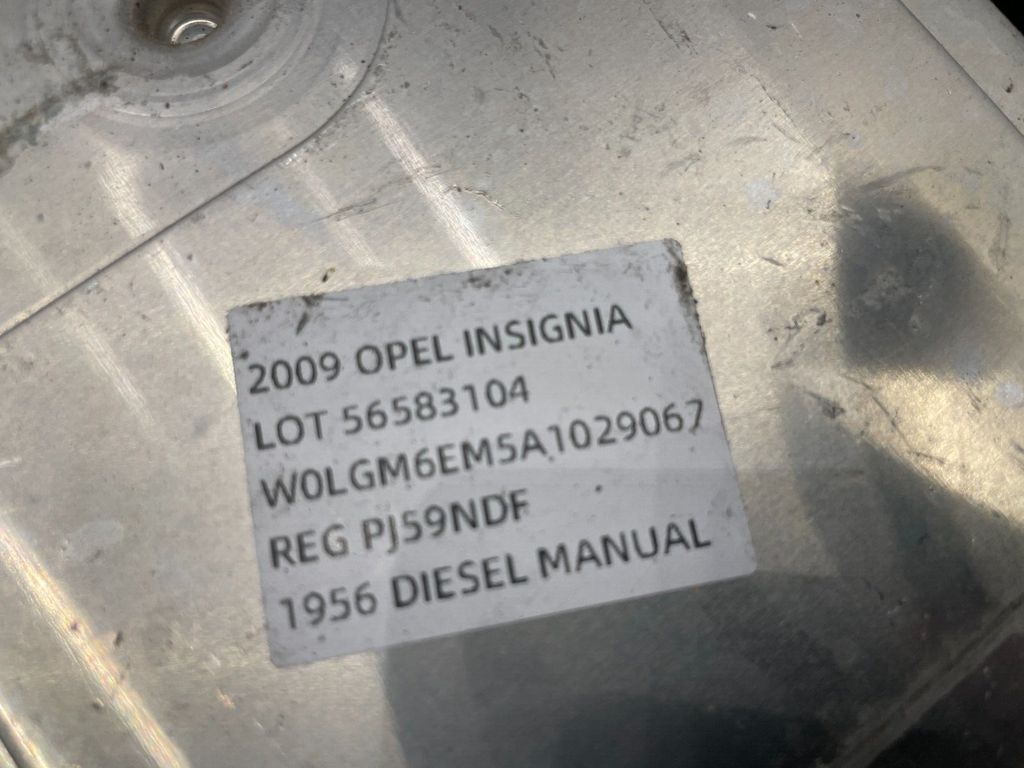 2009 OPEL INSIGNIA
LOT 56583104
W0LGM6EM5A1029067
REG PJ59NDF
1956 DIESEL MANUAL